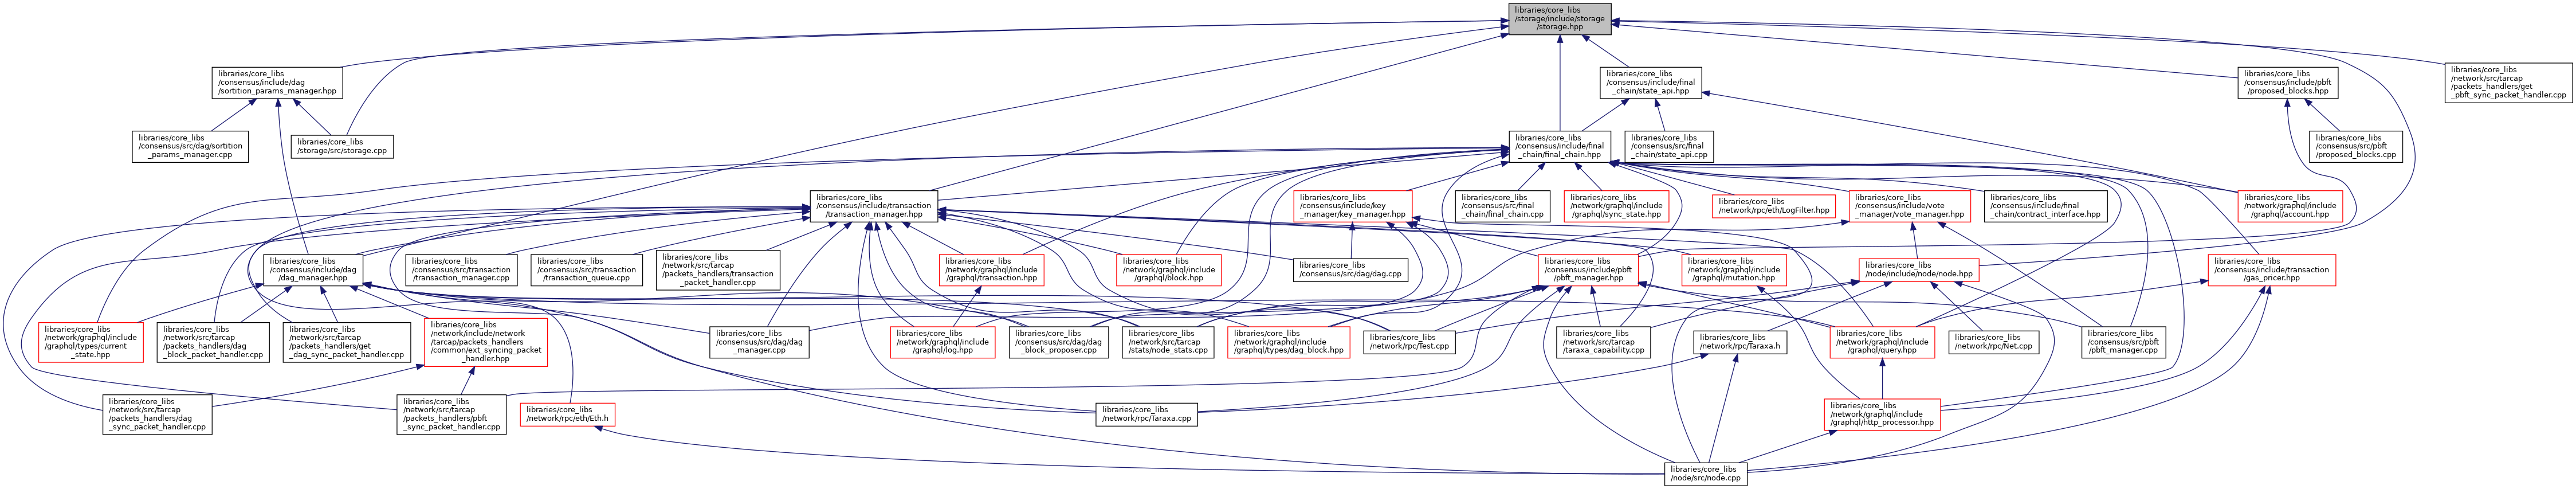 libraries/core_libs
/storage/include/storage
/storage.hpp
libraries/core_libs
/consensus/include/dag
/sortition_params_manager.hpp
libraries/core_libs
/consensus/include/final
_chain/state_api.hpp
libraries/core_libs
/consensus/include/pbft
/proposed_blocks.hpp
libraries/core_libs
/network/src/tarcap
/packets_handlers/get
_pbft_sync_packet_handler.cpp
libraries/core_libs
/consensus/src/dag/sortition
_params_manager.cpp
libraries/core_libs
/storage/src/storage.cpp
libraries/core_libs
/consensus/include/final
_chain/final_chain.hpp
libraries/core_libs
/consensus/src/final
_chain/state_api.cpp
libraries/core_libs
/consensus/src/pbft
/proposed_blocks.cpp
libraries/core_libs
/consensus/include/transaction
/transaction_manager.hpp
libraries/core_libs
/consensus/include/key
_manager/key_manager.hpp
libraries/core_libs
/consensus/src/final
_chain/final_chain.cpp
libraries/core_libs
/network/graphql/include
/graphql/sync_state.hpp
libraries/core_libs
/network/rpc/eth/LogFilter.hpp
libraries/core_libs
/consensus/include/vote
_manager/vote_manager.hpp
libraries/core_libs
/consensus/include/final
_chain/contract_interface.hpp
libraries/core_libs
/network/graphql/include
/graphql/account.hpp
libraries/core_libs
/consensus/include/dag
/dag_manager.hpp
libraries/core_libs
/consensus/src/transaction
/transaction_manager.cpp
libraries/core_libs
/consensus/src/transaction
/transaction_queue.cpp
libraries/core_libs
/network/src/tarcap
/packets_handlers/transaction
_packet_handler.cpp
libraries/core_libs
/network/graphql/include
/graphql/transaction.hpp
libraries/core_libs
/network/graphql/include
/graphql/block.hpp
libraries/core_libs
/consensus/src/dag/dag.cpp
libraries/core_libs
/consensus/include/pbft
/pbft_manager.hpp
libraries/core_libs
/network/graphql/include
/graphql/mutation.hpp
libraries/core_libs
/node/include/node/node.hpp
libraries/core_libs
/consensus/include/transaction
/gas_pricer.hpp
libraries/core_libs
/network/graphql/include
/graphql/types/current
_state.hpp
libraries/core_libs
/network/src/tarcap
/packets_handlers/dag
_block_packet_handler.cpp
libraries/core_libs
/network/src/tarcap
/packets_handlers/get
_dag_sync_packet_handler.cpp
libraries/core_libs
/network/include/network
/tarcap/packets_handlers
/common/ext_syncing_packet
_handler.hpp
libraries/core_libs
/consensus/src/dag/dag
_manager.cpp
libraries/core_libs
/network/graphql/include
/graphql/log.hpp
libraries/core_libs
/consensus/src/dag/dag
_block_proposer.cpp
libraries/core_libs
/network/src/tarcap
/stats/node_stats.cpp
libraries/core_libs
/network/graphql/include
/graphql/types/dag_block.hpp
libraries/core_libs
/network/rpc/Test.cpp
libraries/core_libs
/network/src/tarcap
/taraxa_capability.cpp
libraries/core_libs
/network/rpc/Taraxa.h
libraries/core_libs
/network/graphql/include
/graphql/query.hpp
libraries/core_libs
/network/rpc/Net.cpp
libraries/core_libs
/consensus/src/pbft
/pbft_manager.cpp
libraries/core_libs
/network/src/tarcap
/packets_handlers/dag
_sync_packet_handler.cpp
libraries/core_libs
/network/src/tarcap
/packets_handlers/pbft
_sync_packet_handler.cpp
libraries/core_libs
/network/rpc/eth/Eth.h
libraries/core_libs
/network/rpc/Taraxa.cpp
libraries/core_libs
/network/graphql/include
/graphql/http_processor.hpp
libraries/core_libs
/node/src/node.cpp